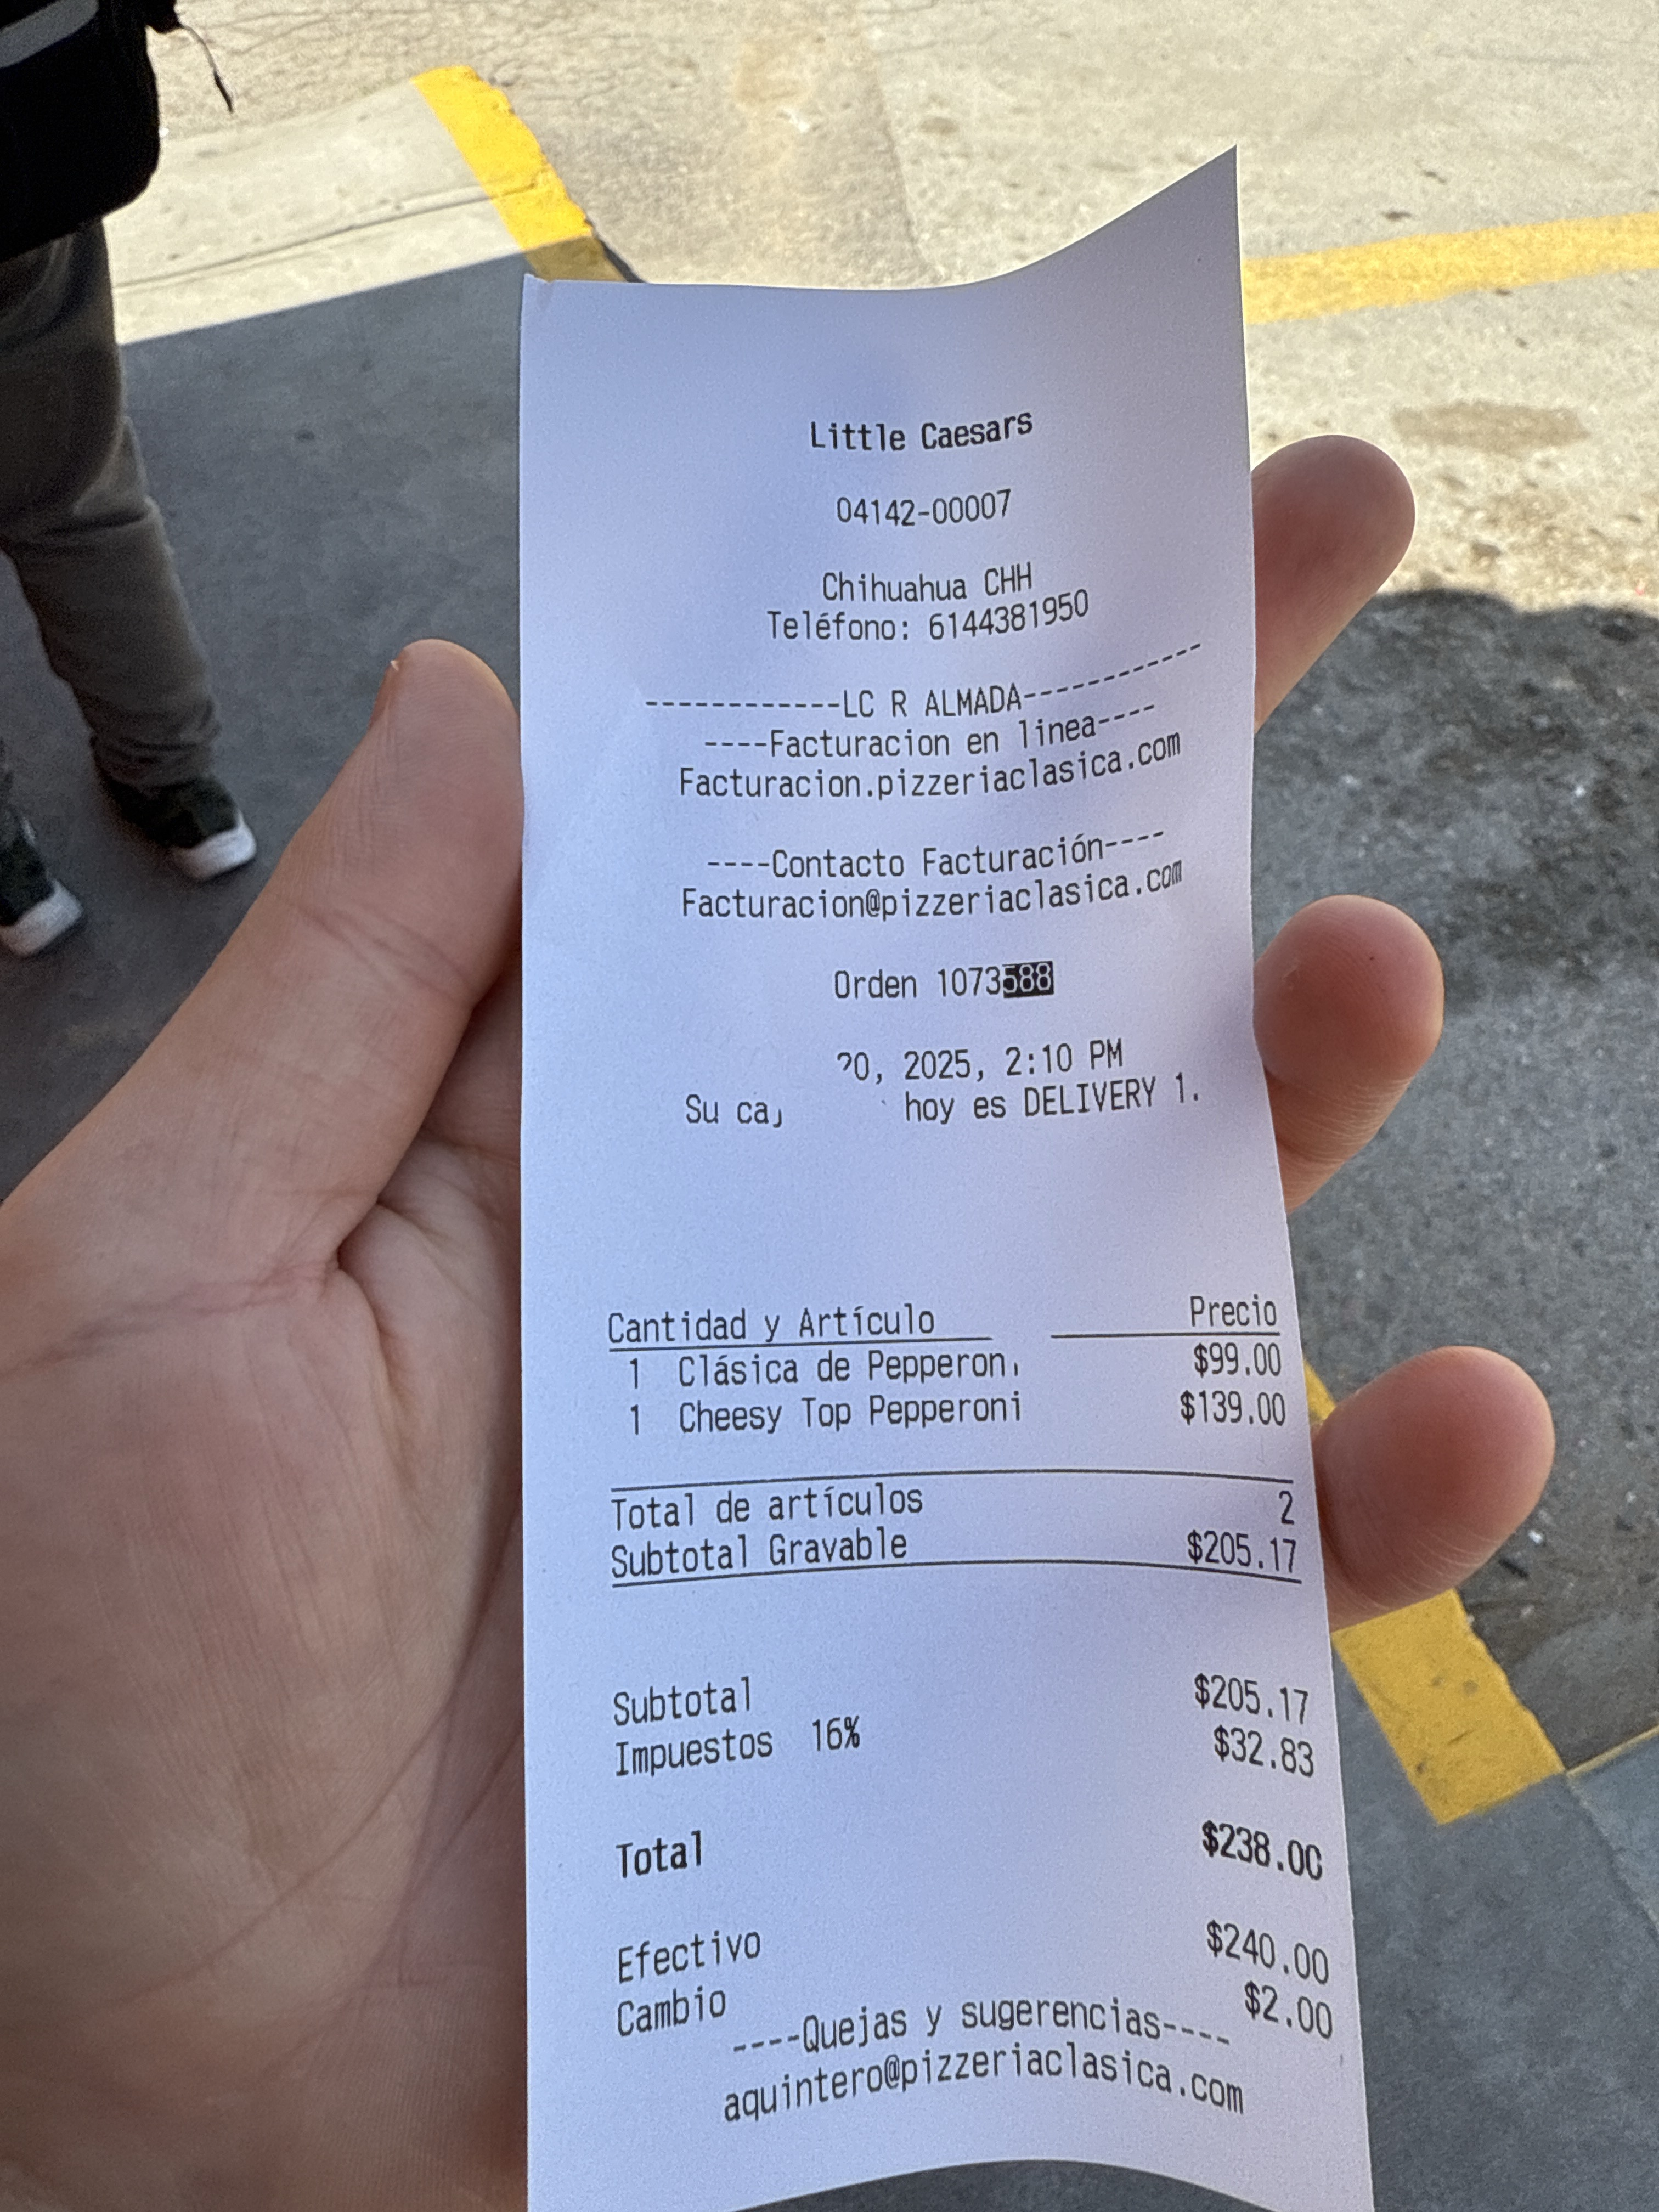 Little Caesars
04142-00007
Chihuahua CHH
Teléfono: 6144381950
------------LC R ALMADA------------
----Facturacion en linea----
Facturacion.pizzeriaclasica.com
----Contacto Facturación----
Facturacion@pizzeriaclasica.com
Orden 1073588
2025, 2:10 PM
Su hoy es DELIVERY 1.
Cantidad y Artículo Precio
1 Clásica de Pepperoni $99.00
1 Cheesy Top Pepperoni $139.00
Total de artículos 2
Subtotal Gravable $205.17
Subtotal $205.17
Impuestos 16% $32.83
Total $238.00
Efectivo $240.00
Cambio $2.00
----Quejas y sugerencias----
aquintero@pizzeriaclasica.com